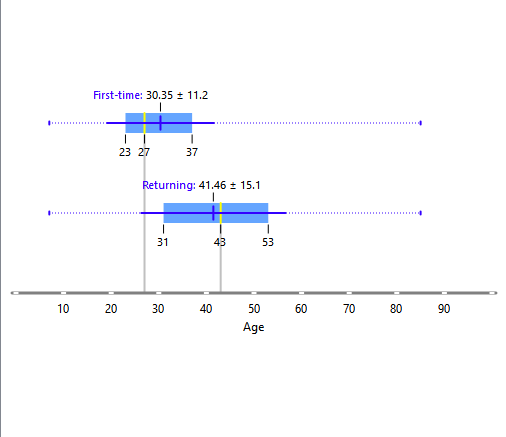 First-time: 30.35 ± 11.2
23 27 37
Returning: 41.46 ± 15.1
31 43 53
10 20 30 40 50 60 70 80 90
Age